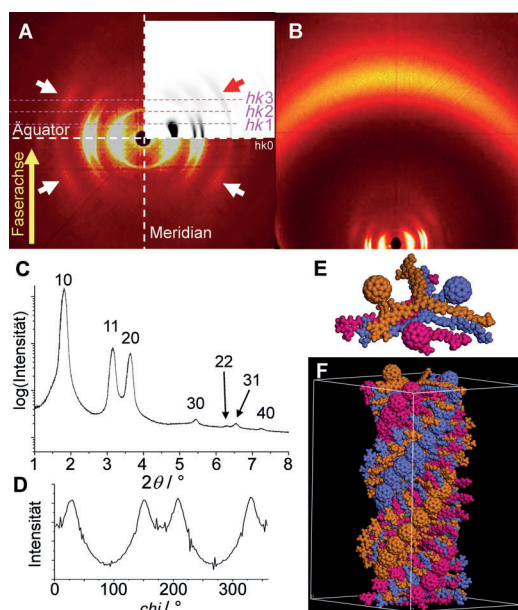 A
B
hk3
hk2
hk1
Äquator
hk0
Faserachse
Meridian
C
10
11
20
22
31
30
40
log(Intensität)
1 2 3 4 5 6 7 8
2θ / °
D
Intensität
0 100 200 300
chi / °
E
F